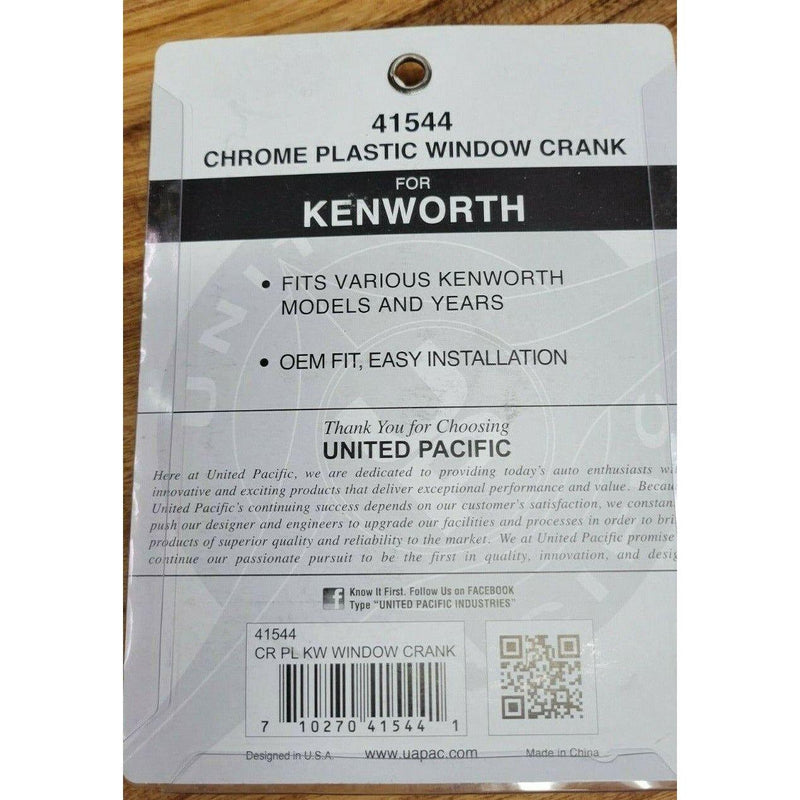 41544
CHROME PLASTIC WINDOW CRANK
FOR
KENWORTH
• FITS VARIOUS KENWORTH
MODELS AND YEARS
• OEM FIT, EASY INSTALLATION
Thank You for Choosing
UNITED PACIFIC
Here at United Pacific, we are dedicated to providing today's auto enthusiasts
innovative and exciting products that deliver exceptional performance and value.
United Pacific's continuing success depends on our customer's satisfaction, we
push our designer and engineers to upgrade our facilities and processes in order to
products of superior quality and reliability to the market. We at United Pacific promise
continue our passionate pursuit to be the first in quality, innovation, and
f Know It First. Follow Us on FACEBOOK
Type "UNITED PACIFIC INDUSTRIES"
41544
CR PL KW WINDOW CRANK
7 10270 41544 1
Designed in U.S.A. www.uapac.com Made in China